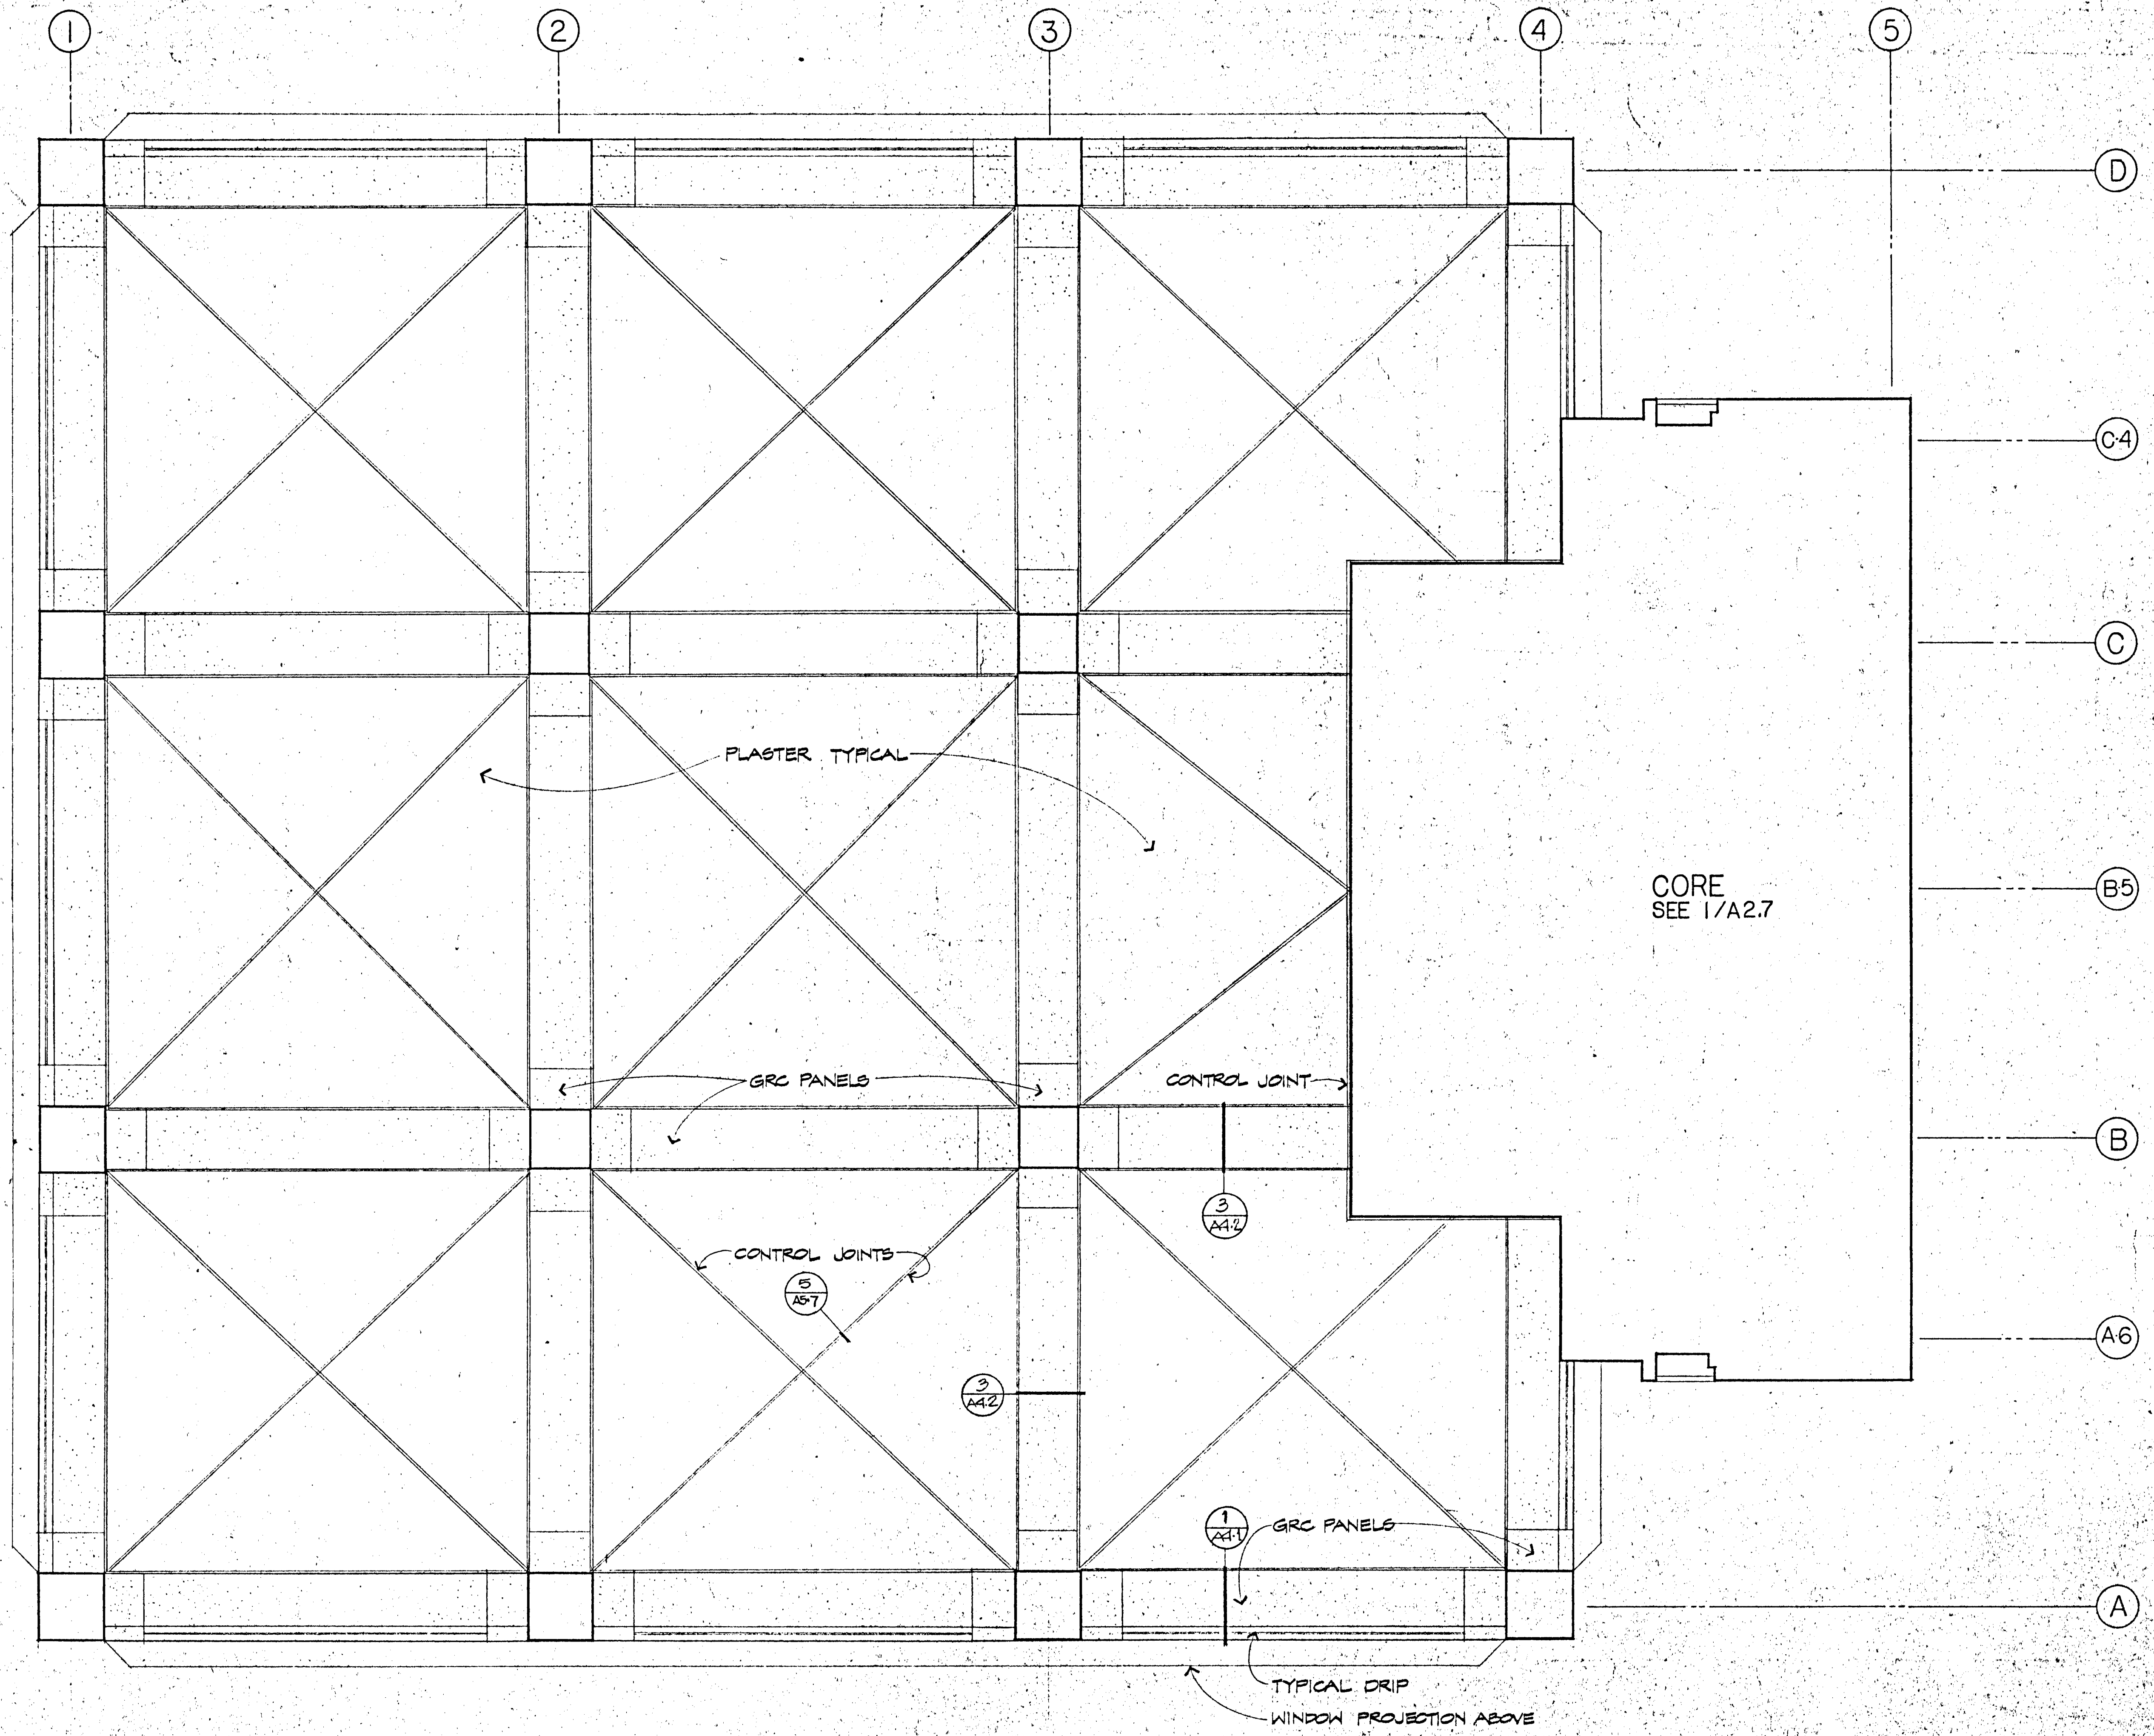 1
2
3
4
5
D
C·4
C
PLASTER TYPICAL
CORE
SEE 1/A2.7
B·5
GRC PANELS
CONTROL JOINT
B
3
A4·2
CONTROL JOINTS
5
A5·7
A·6
3
A4·2
1
A4·1
GRC PANELS
A
TYPICAL DRIP
WINDOW PROJECTION ABOVE